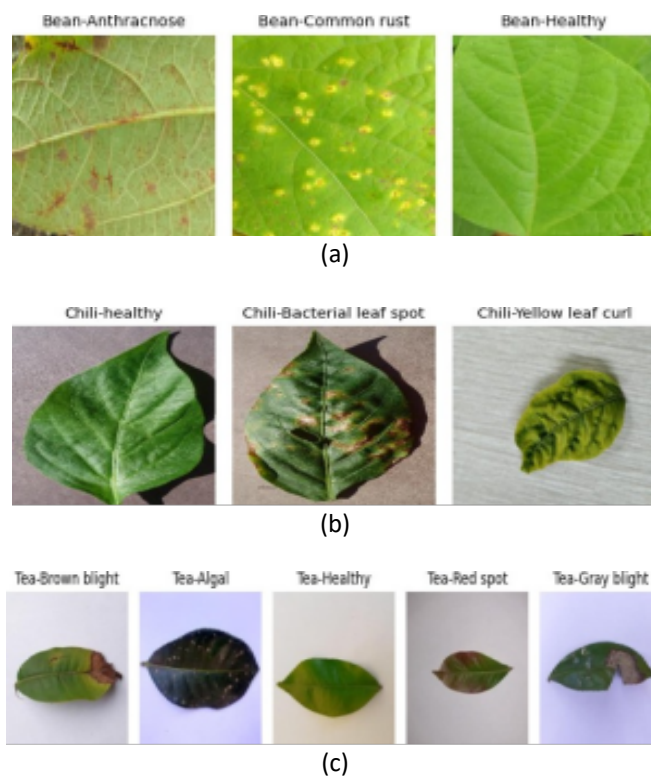 Bean-Anthracnose Bean-Common rust Bean-Healthy
(a)
Chili-healthy Chili-Bacterial leaf spot Chili-Yellow leaf curl
(b)
Tea-Brown blight Tea-Algal Tea-Healthy Tea-Red spot Tea-Gray blight
(c)